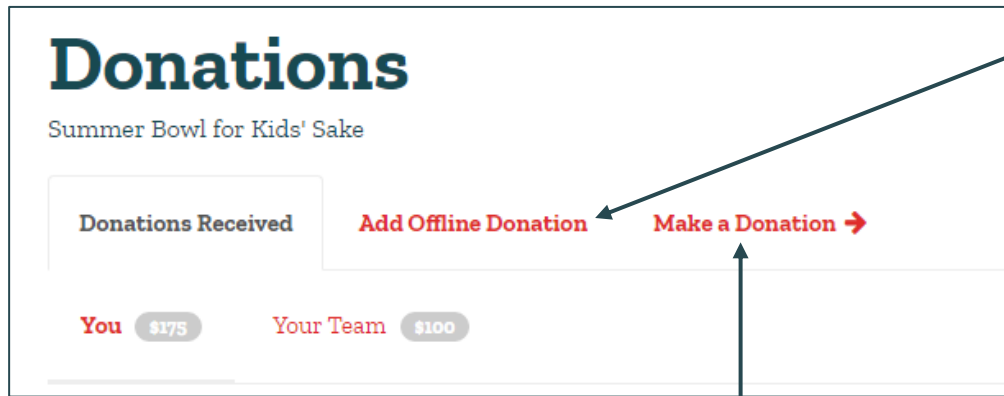 Donations
Summer Bowl for Kids' Sake
Donations Received Add Offline Donation Make a Donation
You $175 Your Team $100